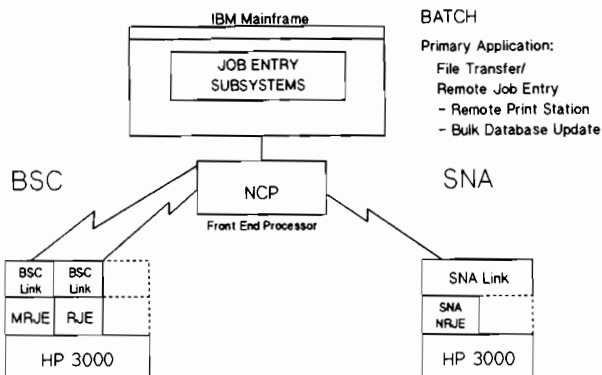 IBM Mainframe
BATCH
JOB ENTRY
SUBSYSTEMS
Primary Application:
File Transfer/
Remote Job Entry
- Remote Print Station
- Bulk Database Update
BSC
NCP
SNA
Front End Processor
BSC
Link
BSC
Link
MRJE
RJE
HP 3000
SNA Link
SNA
NRJE
HP 3000